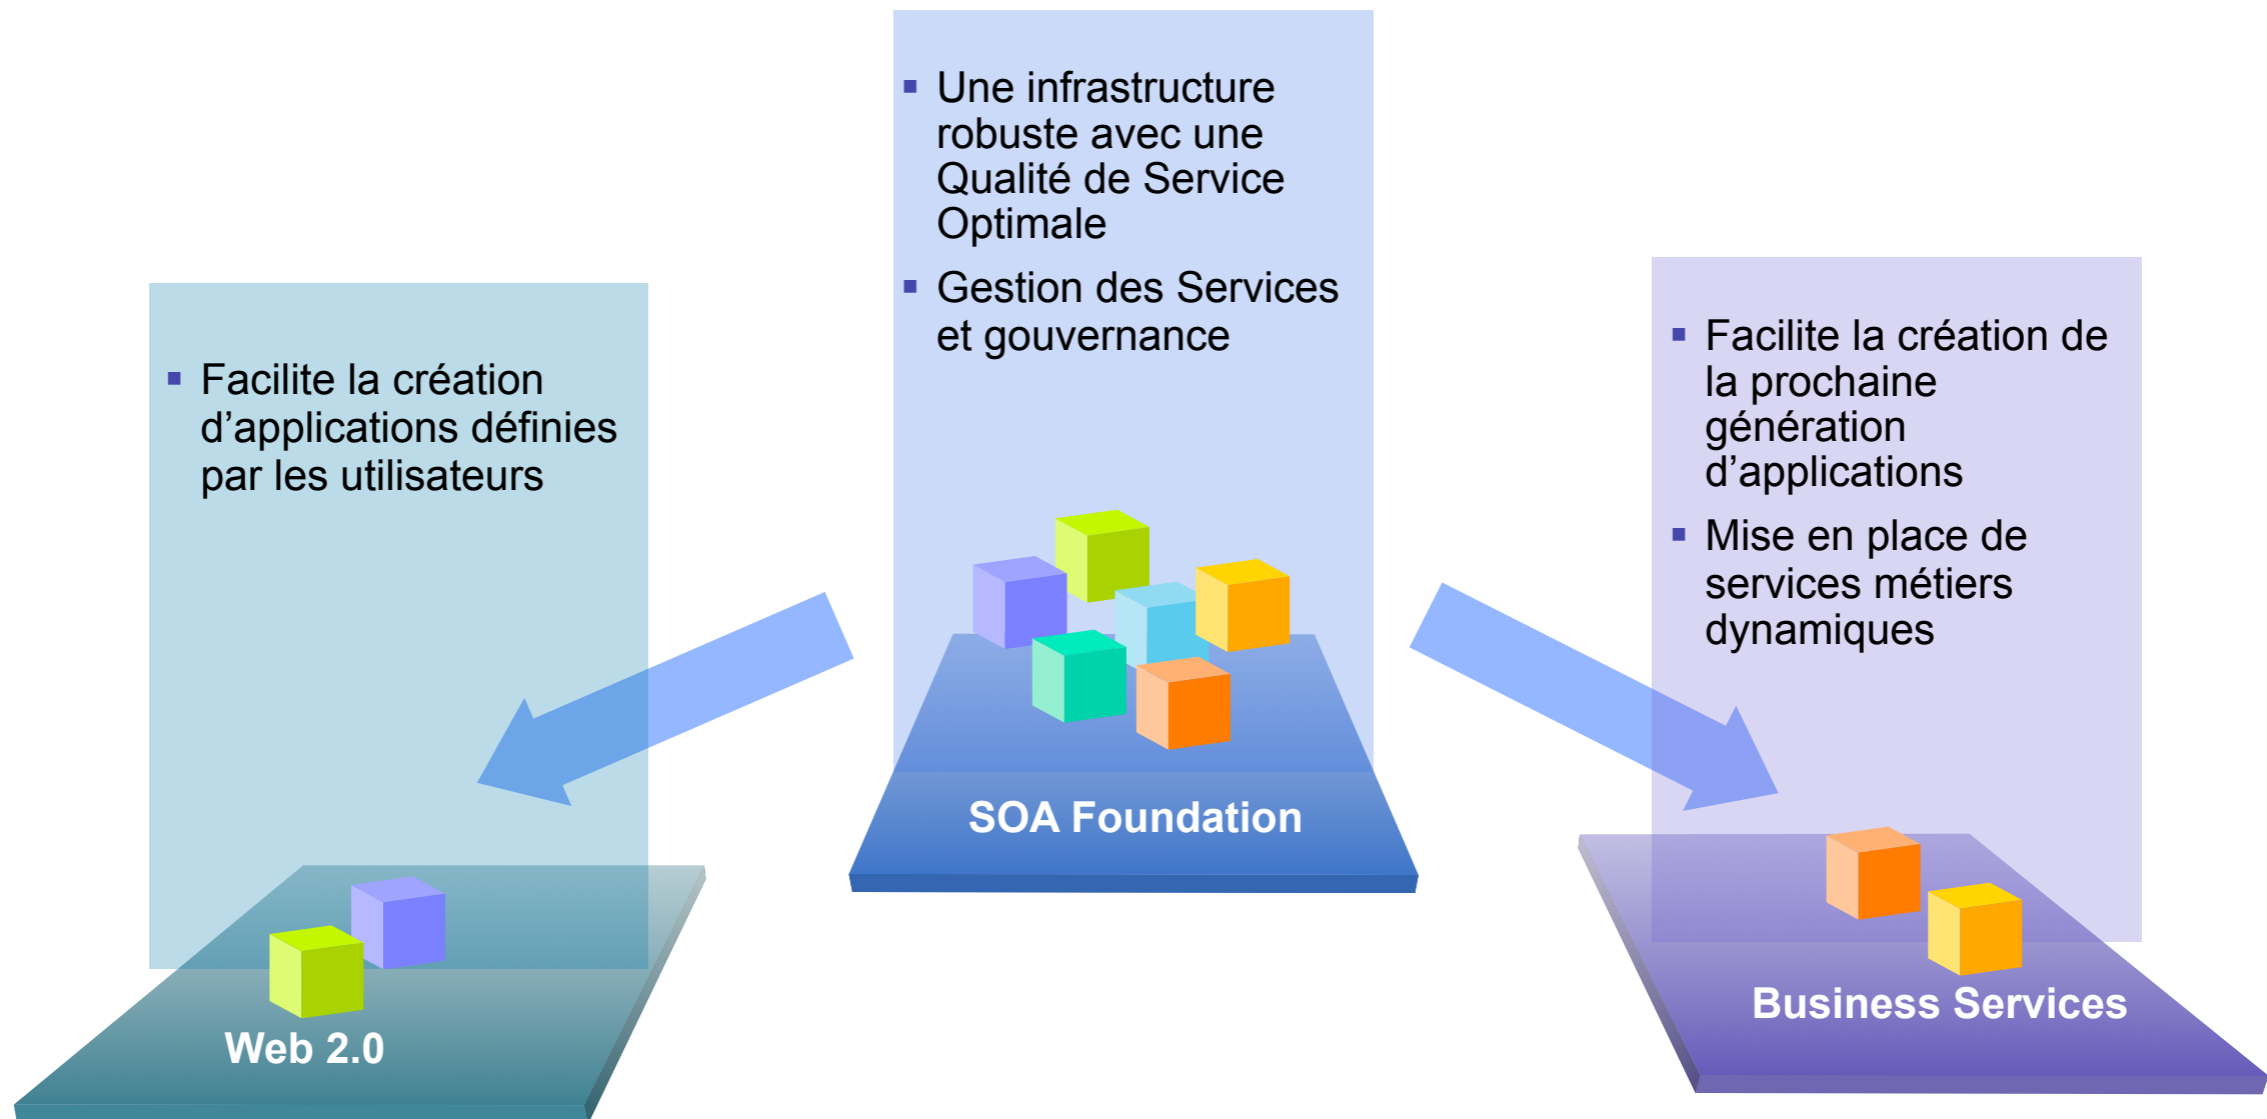 Facilite la création
d’applications définies
par les utilisateurs
Web 2.0
Une infrastructure
robuste avec une
Qualité de Service
Optimale
Gestion des Services
et gouvernance
SOA Foundation
Facilite la création de
la prochaine
génération
d’applications
Mise en place de
services métiers
dynamiques
Business Services